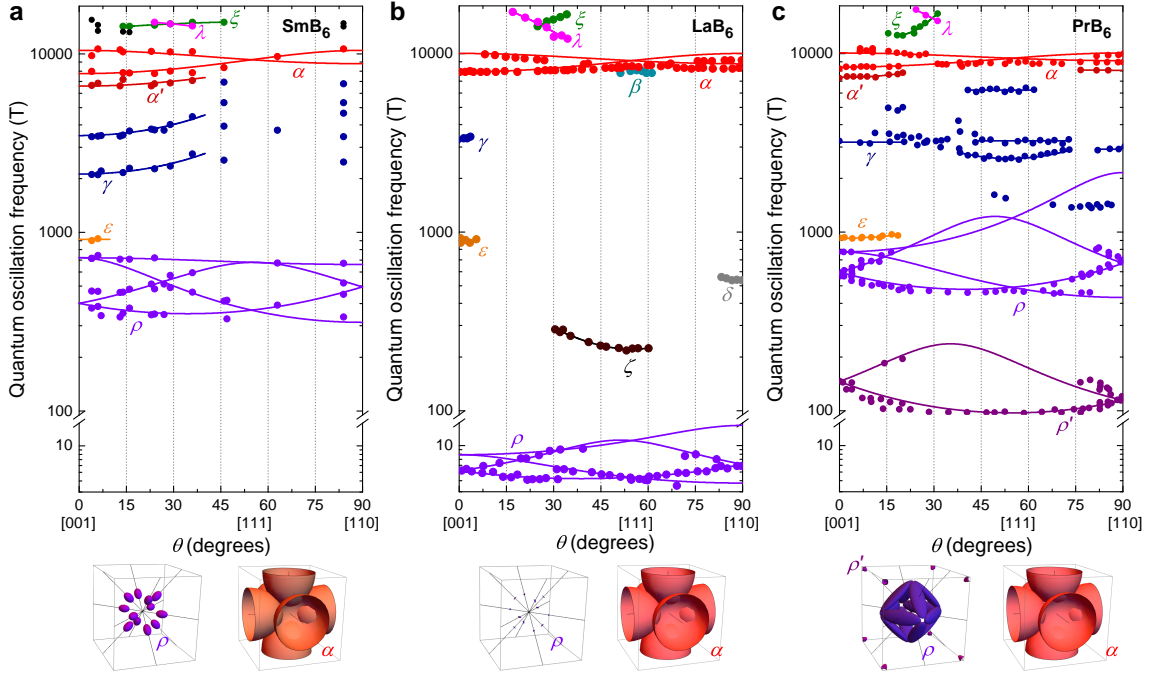 a
Quantum oscillation frequency (T)
10000
1000
100
10
SmB6
ξ
λ
α
α'
γ
ε
ρ
0 15 30 45 60 75 90
[001] [111] [110]
θ (degrees)
ρ
α
b
Quantum oscillation frequency (T)
10000
1000
100
10
LaB6
ξ
λ
β
α
γ
ε
δ
ζ
ρ
0 15 30 45 60 75 90
[001] [111] [110]
θ (degrees)
ρ
α
c
Quantum oscillation frequency (T)
10000
1000
100
10
PrB6
ξ
λ
α
α'
γ
ε
ρ
ρ'
0 15 30 45 60 75 90
[001] [111] [110]
θ (degrees)
ρ'
ρ
α